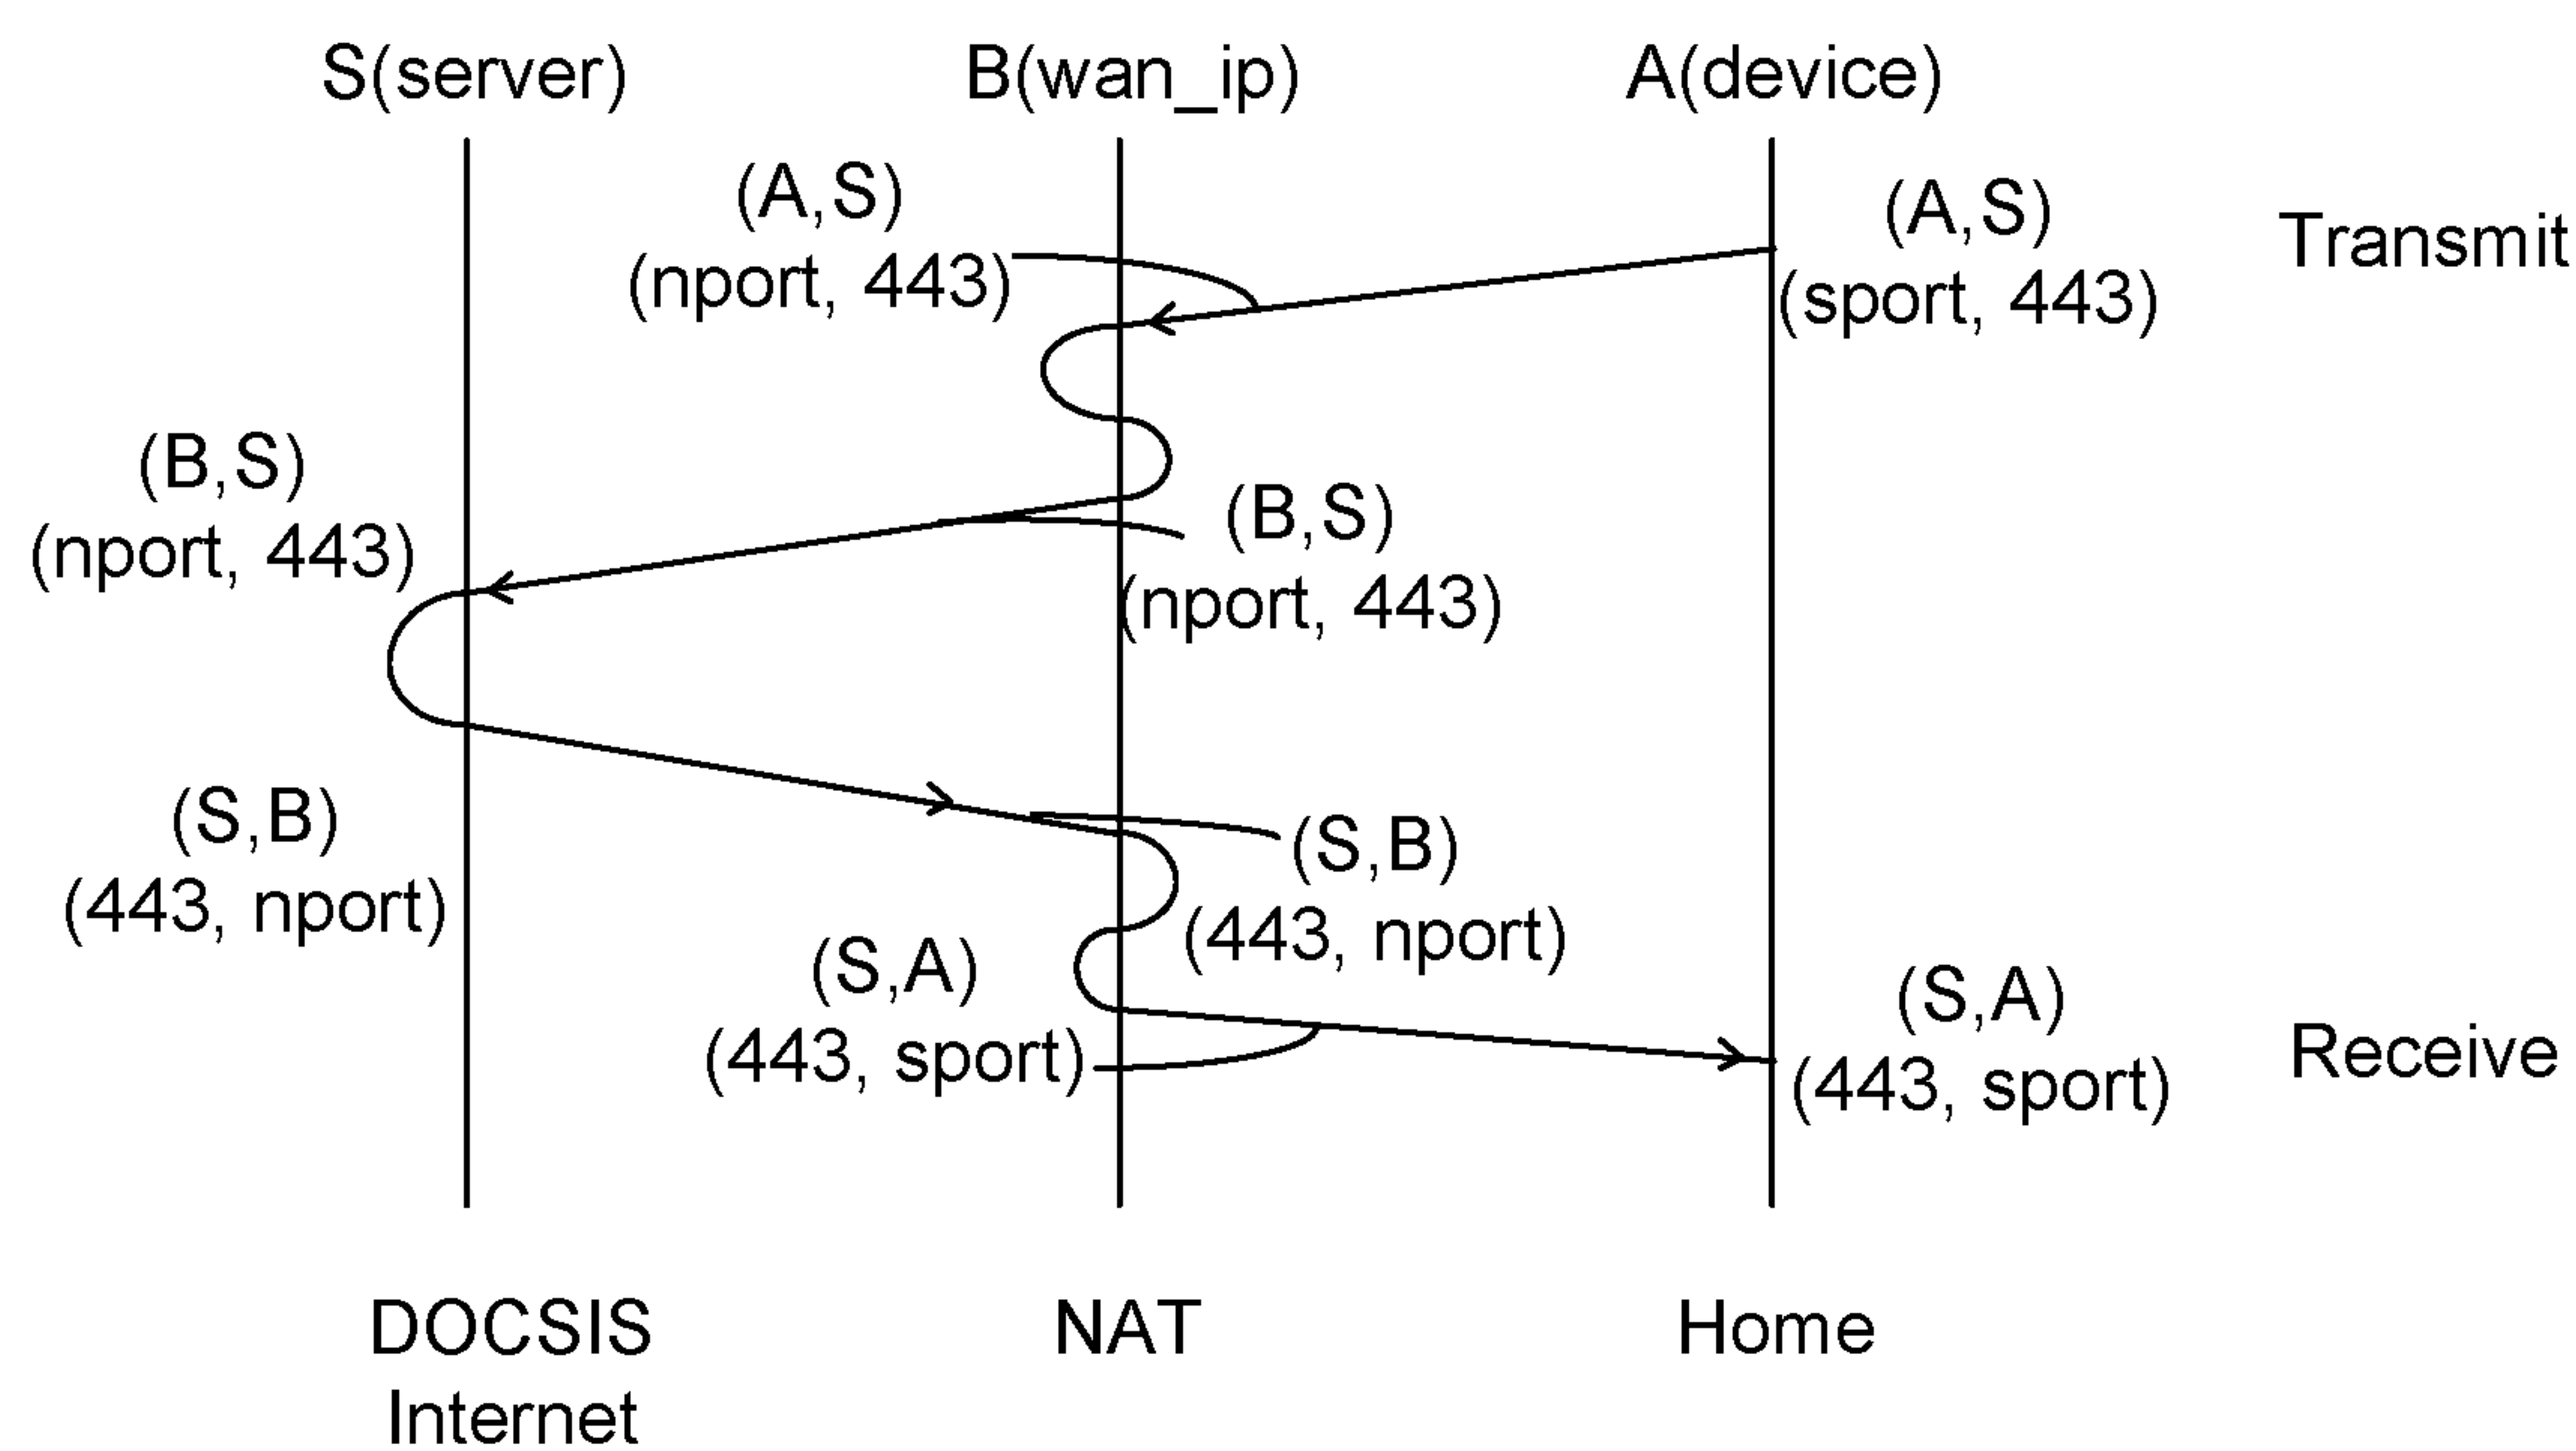 S(server)
B(wan_ip)
A(device)
(A,S)
(nport, 443)
(A,S)
(sport, 443)
Transmit
(B,S)
(nport, 443)
(B,S)
(nport, 443)
(S,B)
(443, nport)
(S,B)
(443, nport)
(S,A)
(443, sport)
(S,A)
(443, sport)
Receive
DOCSIS
Internet
NAT
Home